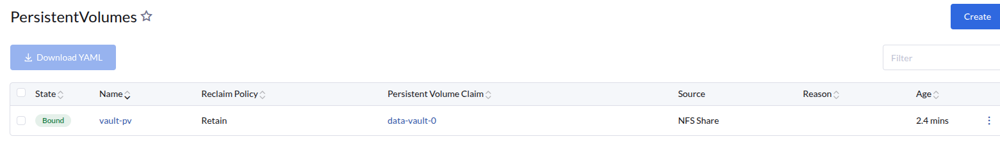 PersistentVolumes
Create
Download YAML
Filter
State Name Reclaim Policy Persistent Volume Claim Source Reason Age
Bound vault-pv Retain data-vault-0 NFS Share 2.4 mins